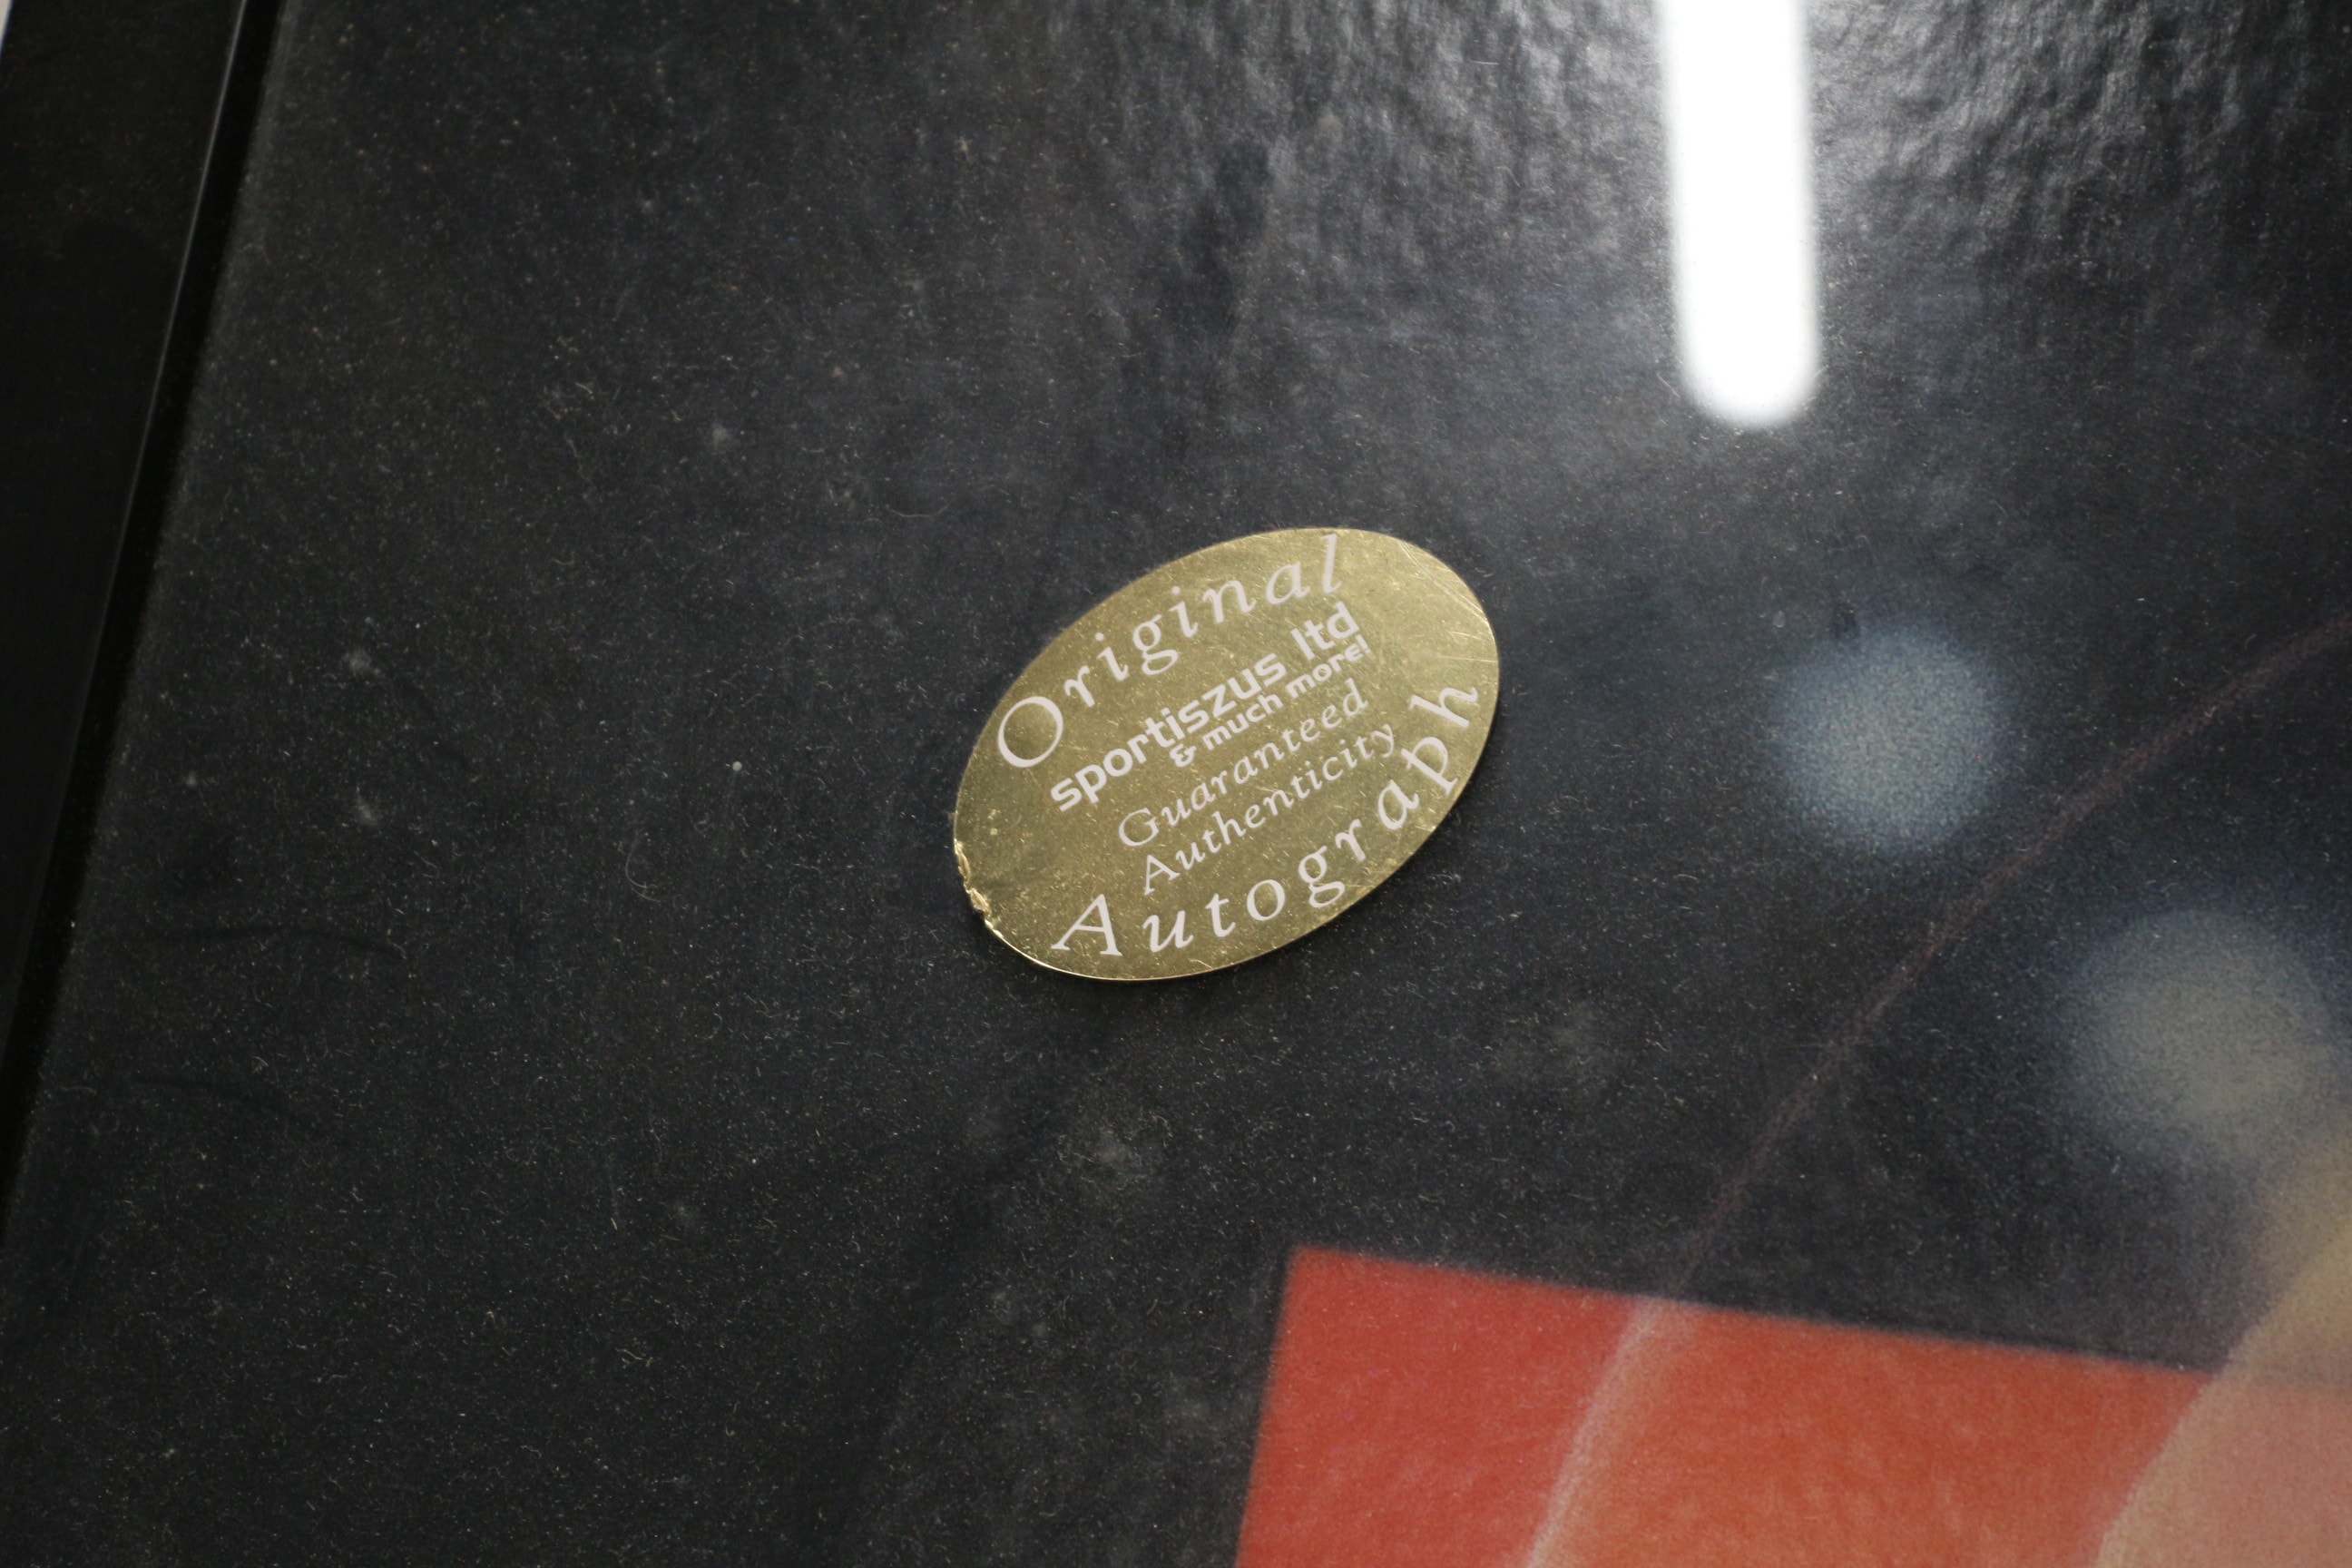 Original
sportiszus ltd
& much more!
Guaranteed
Authenticity
Autograph